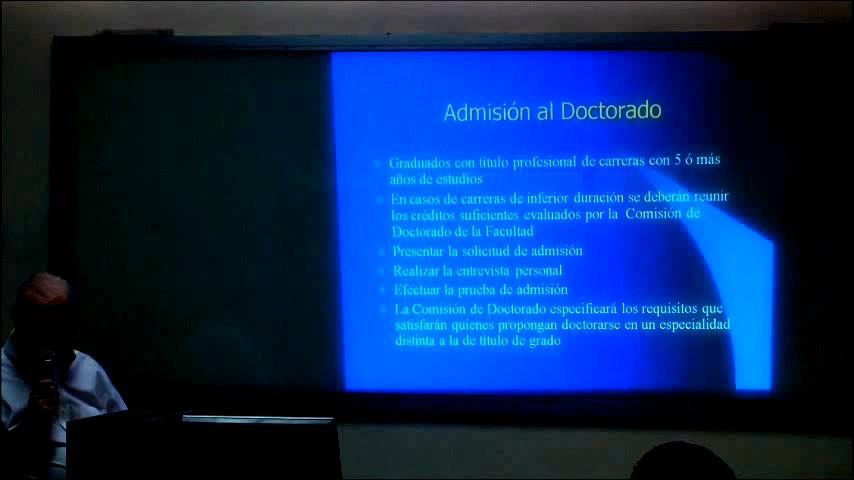 Admisión al Doctorado
Graduados con título profesional de carreras con 5 ó más
años de estudios
En casos de carreras de inferior duración se deberán reunir
los créditos suficientes evaluados por la Comisión de
Doctorado de la Facultad
Presentar la solicitud de admisión
Realizar la entrevista personal
Efectuar la prueba de admisión
La Comisión de Doctorado especificará los requisitos que
satisfarán quienes propongan doctorarse en un especialidad
distinta a la de título de grado